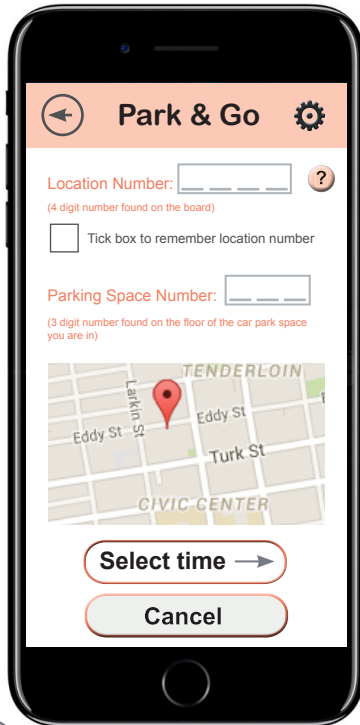 Park & Go
Location Number:
?
(4 digit number found on the board)
Tick box to remember location number
Parking Space Number:
(3 digit number found on the floor of the car park space
you are in)
TENDERLOIN
Larkin St
Eddy St
Eddy St
Turk St
CIVIC CENTER
Select time
Cancel